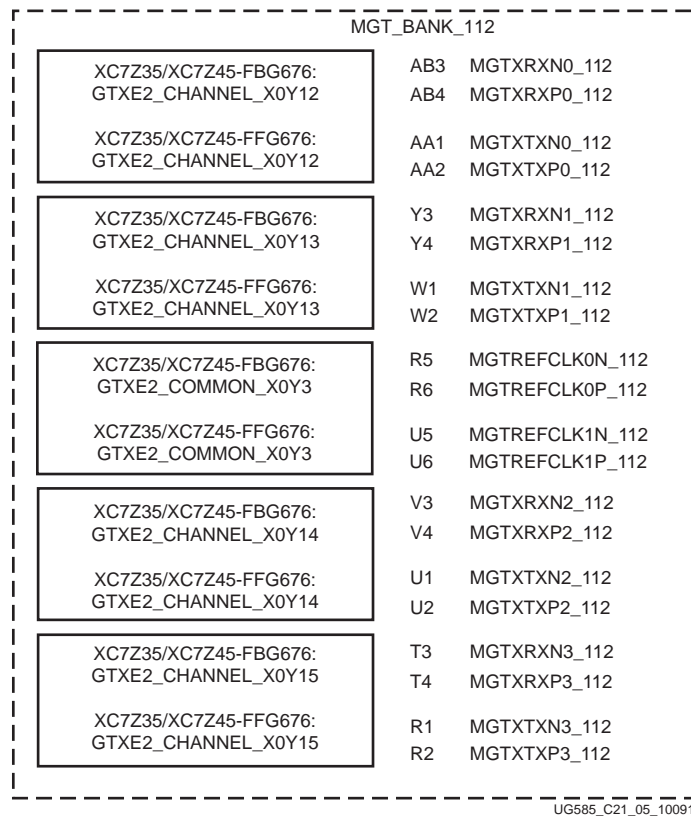 MGT_BANK_112
XC7Z35/XC7Z45-FBG676:
GTXE2_CHANNEL_X0Y12
XC7Z35/XC7Z45-FFG676:
GTXE2_CHANNEL_X0Y12
AB3 MGTXRXN0_112
AB4 MGTXRXP0_112
AA1 MGTXTXN0_112
AA2 MGTXTXP0_112
XC7Z35/XC7Z45-FBG676:
GTXE2_CHANNEL_X0Y13
XC7Z35/XC7Z45-FFG676:
GTXE2_CHANNEL_X0Y13
Y3 MGTXRXN1_112
Y4 MGTXRXP1_112
W1 MGTXTXN1_112
W2 MGTXTXP1_112
XC7Z35/XC7Z45-FBG676:
GTXE2_COMMON_X0Y3
XC7Z35/XC7Z45-FFG676:
GTXE2_COMMON_X0Y3
R5 MGTREFCLK0N_112
R6 MGTREFCLK0P_112
U5 MGTREFCLK1N_112
U6 MGTREFCLK1P_112
XC7Z35/XC7Z45-FBG676:
GTXE2_CHANNEL_X0Y14
XC7Z35/XC7Z45-FFG676:
GTXE2_CHANNEL_X0Y14
V3 MGTXRXN2_112
V4 MGTXRXP2_112
U1 MGTXTXN2_112
U2 MGTXTXP2_112
XC7Z35/XC7Z45-FBG676:
GTXE2_CHANNEL_X0Y15
XC7Z35/XC7Z45-FFG676:
GTXE2_CHANNEL_X0Y15
T3 MGTXRXN3_112
T4 MGTXRXP3_112
R1 MGTXTXN3_112
R2 MGTXTXP3_112
UG585_C21_05_10091